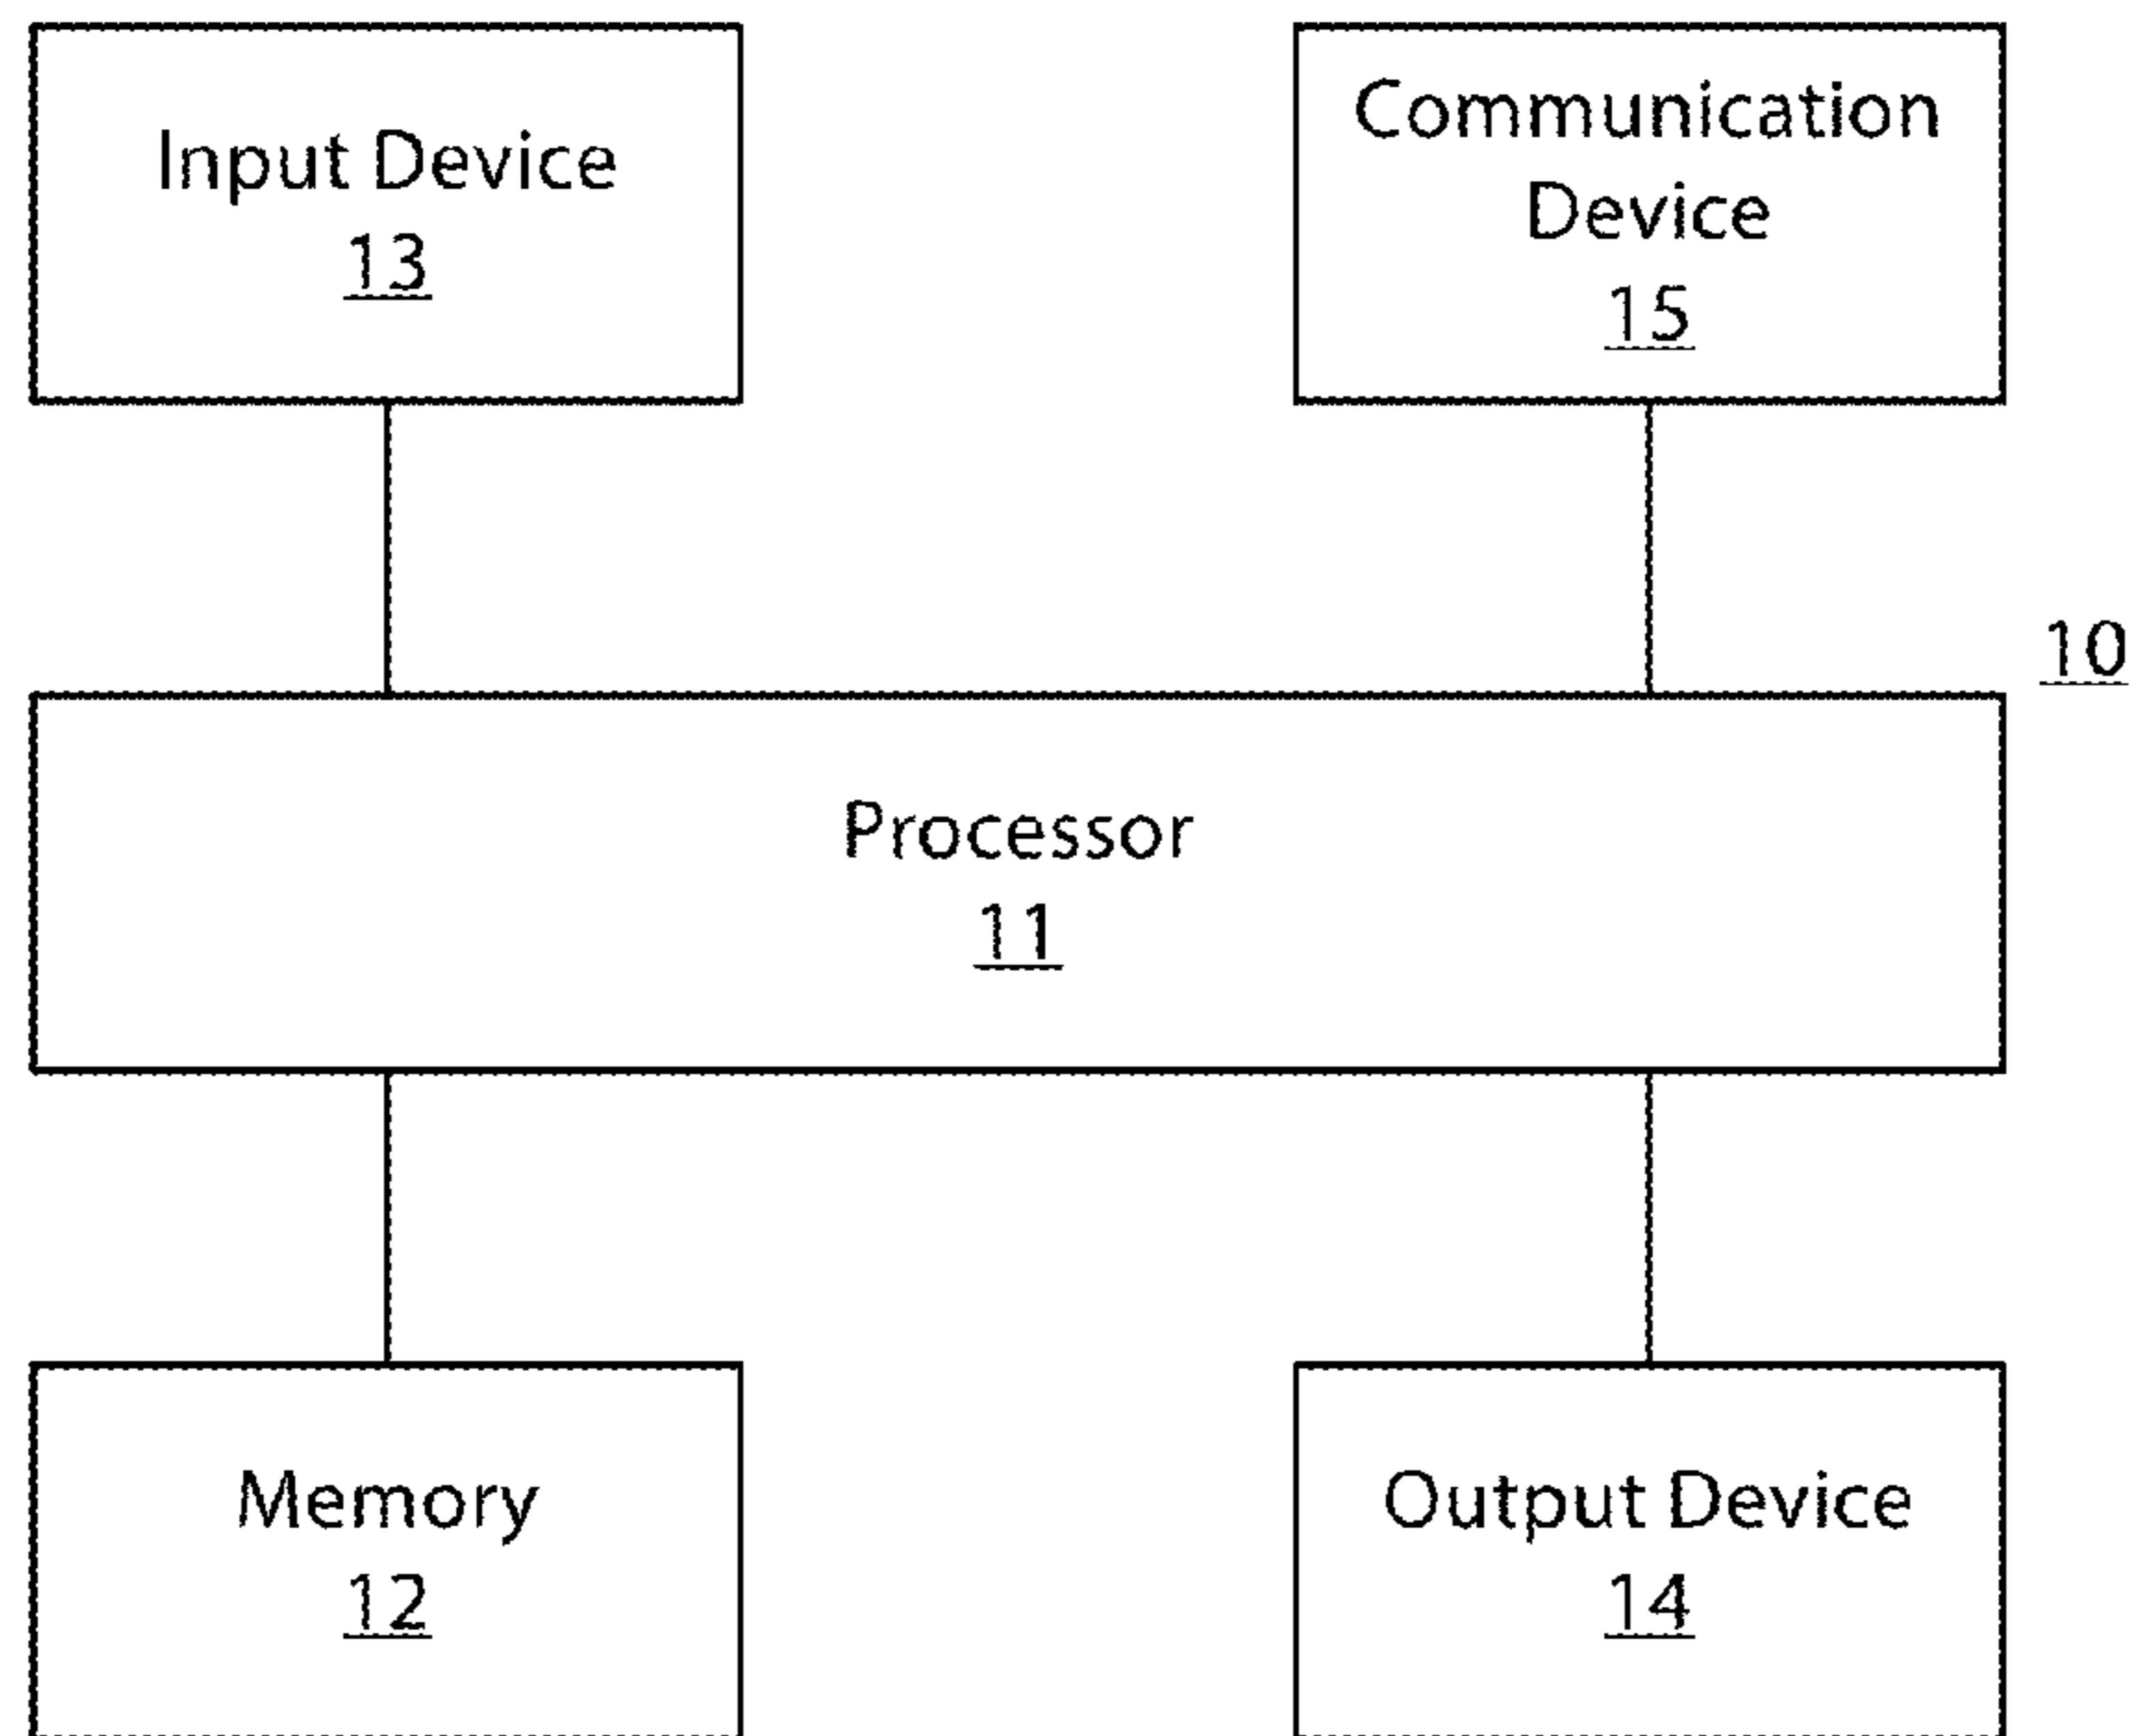 Input Device
13
Communication
Device
15
10
Processor
11
Memory
12
Output Device
14